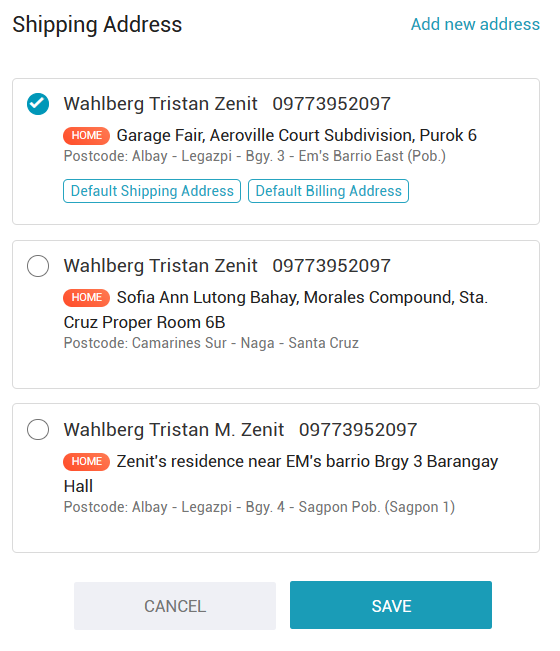 Shipping Address
Add new address
Wahlberg Tristan Zenit 09773952097
HOME Garage Fair, Aeroville Court Subdivision, Purok 6
Postcode: Albay - Legazpi - Bgy. 3 - Em's Barrio East (Pob.)
Default Shipping Address Default Billing Address
Wahlberg Tristan Zenit 09773952097
HOME Sofia Ann Lutong Bahay, Morales Compound, Sta.
Cruz Proper Room 6B
Postcode: Camarines Sur - Naga - Santa Cruz
Wahlberg Tristan M. Zenit 09773952097
HOME Zenit's residence near EM's barrio Brgy 3 Barangay
Hall
Postcode: Albay - Legazpi - Bgy. 4 - Sagpon Pob. (Sagpon 1)
CANCEL
SAVE